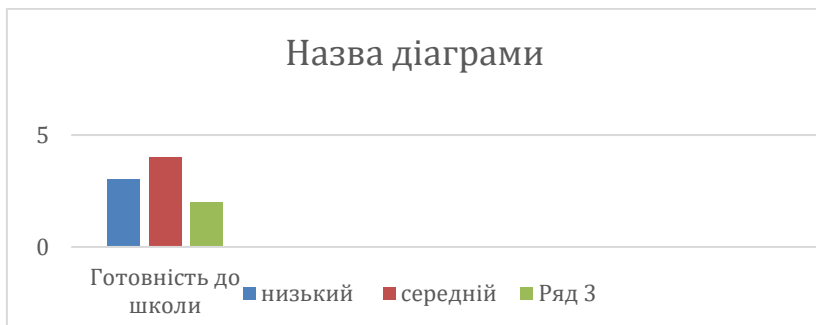 Назва діаграми
5
0
Готовність до
школи
низький
середній
Ряд 3